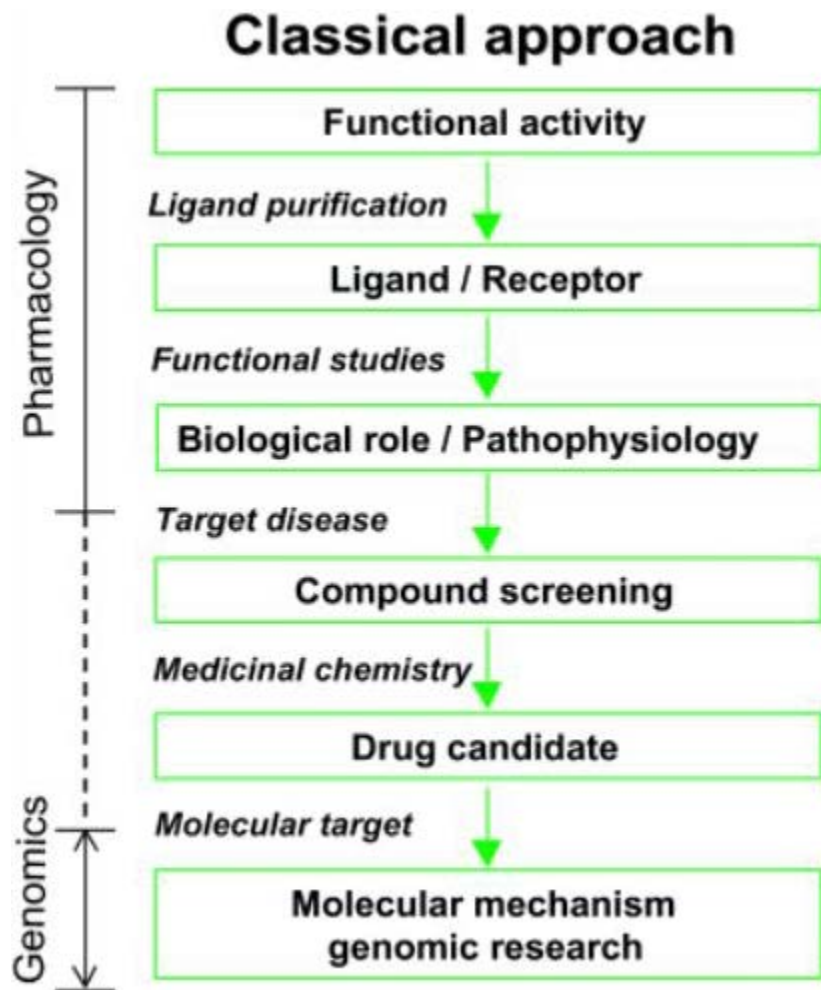 Classical approach
Pharmacology
Functional activity
Ligand purification
Ligand / Receptor
Functional studies
Biological role / Pathophysiology
Target disease
Compound screening
Medicinal chemistry
Drug candidate
Genomics
Molecular target
Molecular mechanism
genomic research